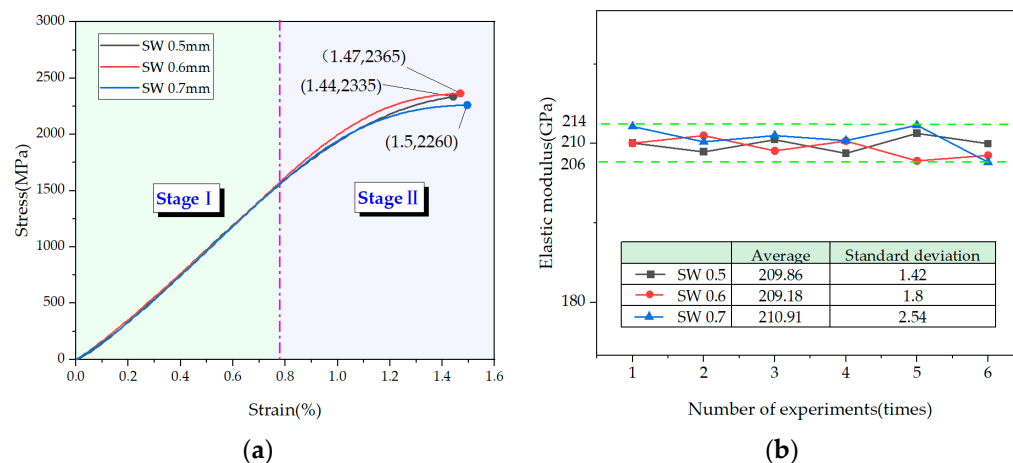 3000
2500
2000
1500
1000
500
0
Stress(MPa)
SW 0.5mm
SW 0.6mm
SW 0.7mm
(1.47,2365)
(1.44,2335)
(1.5,2260)
Stage Ⅰ
Stage Ⅱ
0.0 0.2 0.4 0.6 0.8 1.0 1.2 1.4 1.6
Strain(%)
(a)
Elastic modulus(GPa)
214
210
206
180
Average Standard deviation
SW 0.5 209.86 1.42
SW 0.6 209.18 1.8
SW 0.7 210.91 2.54
1 2 3 4 5 6
Number of experiments(times)
(b)